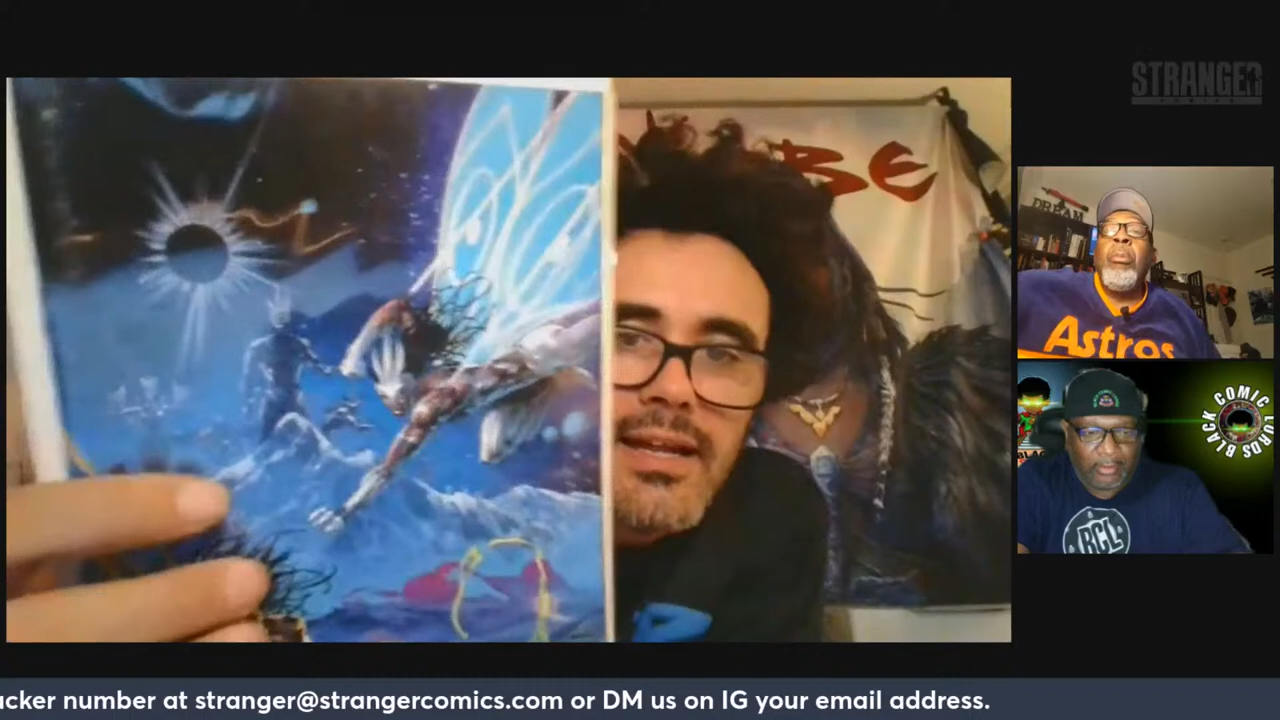 STRANGER
BE
DREAM
Astros
BLACK COMIC LORDS
BCL
acker number at stranger@strangercomics.com or DM us on IG your email address.